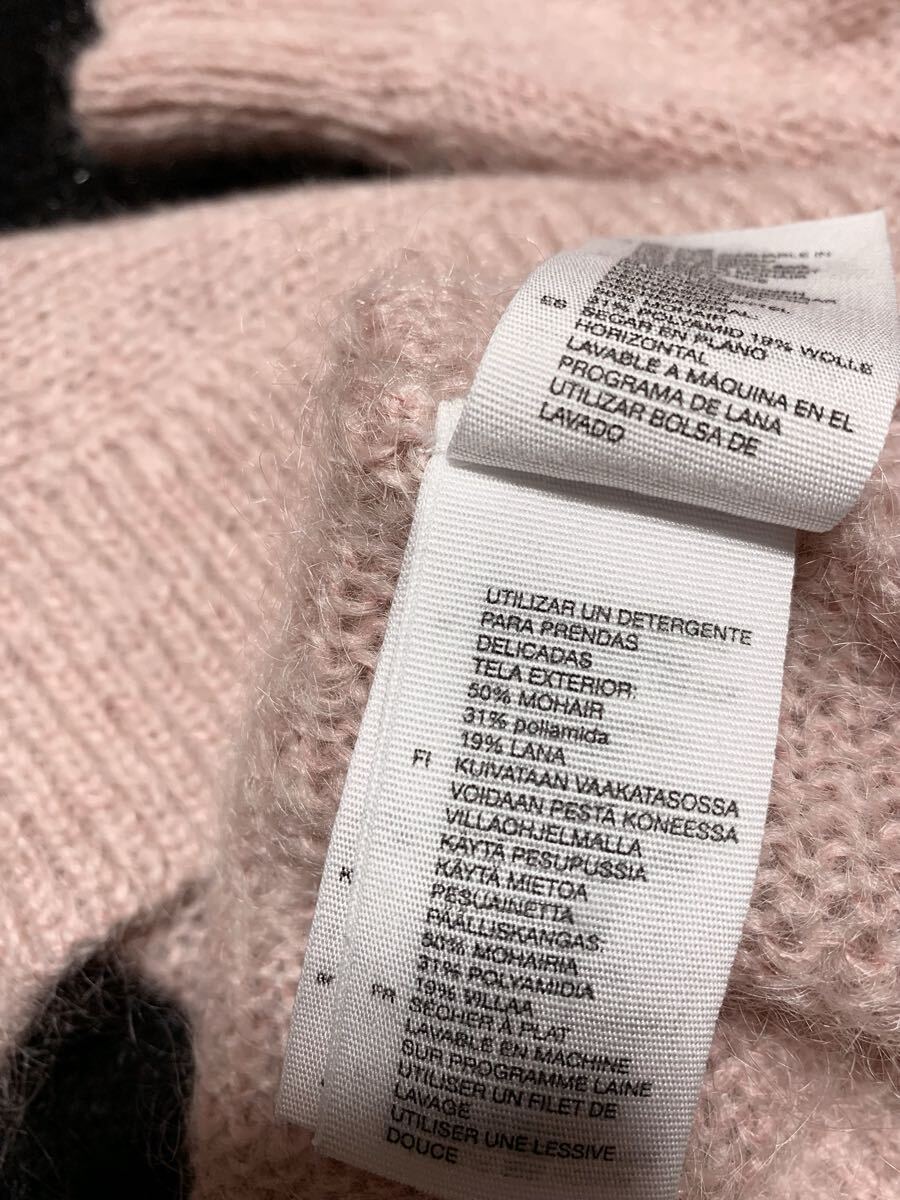 31% POLYAMID 19% WOLLE
ES SECAR EN PLANO
HORIZONTAL
LAVABLE A MÁQUINA EN EL
PROGRAMA DE LANA
UTILIZAR BOLSA DE
LAVADO
UTILIZAR UN DETERGENTE
PARA PRENDAS
DELICADAS
TELA EXTERIOR:
50% MOHAIR
31% poliamida
19% LANA
FI KUIVATAAN VAAKATASOSSA
VOIDAAN PESTÄ KONEESSA
VILLAOHJELMALLA
KÄYTÄ PESUPUSSIA
KÄYTÄ MIETOA
PESUAINETTA
PÄÄLLISKANGAS:
50% MOHAIRIA
31% POLYAMIDIA
19% VILLAA
FR SÉCHER À PLAT
LAVABLE EN MACHINE
SUR PROGRAMME LAINE
UTILISER UN FILET DE
LAVAGE
UTILISER UNE LESSIVE
DOUCE
K